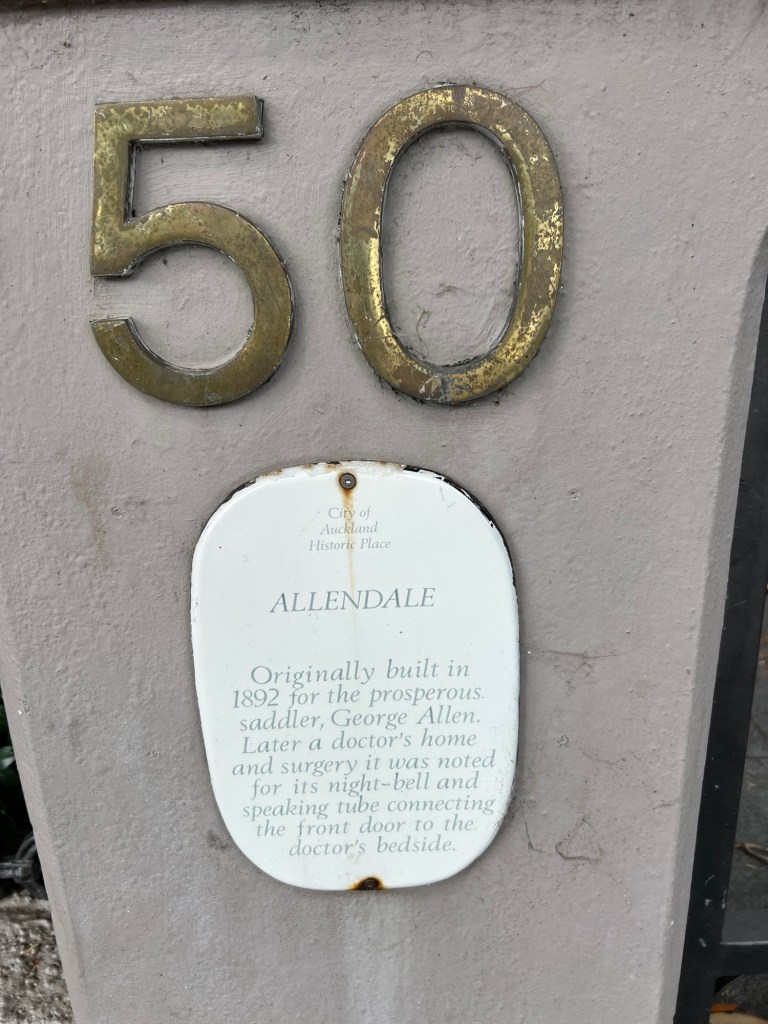 50
City of
Auckland
Historic Place
ALLENDALE
Originally built in
1892 for the prosperous
saddler, George Allen.
Later a doctor's home
and surgery it was noted
for its night-bell and
speaking tube connecting
the front door to the
doctor's bedside.